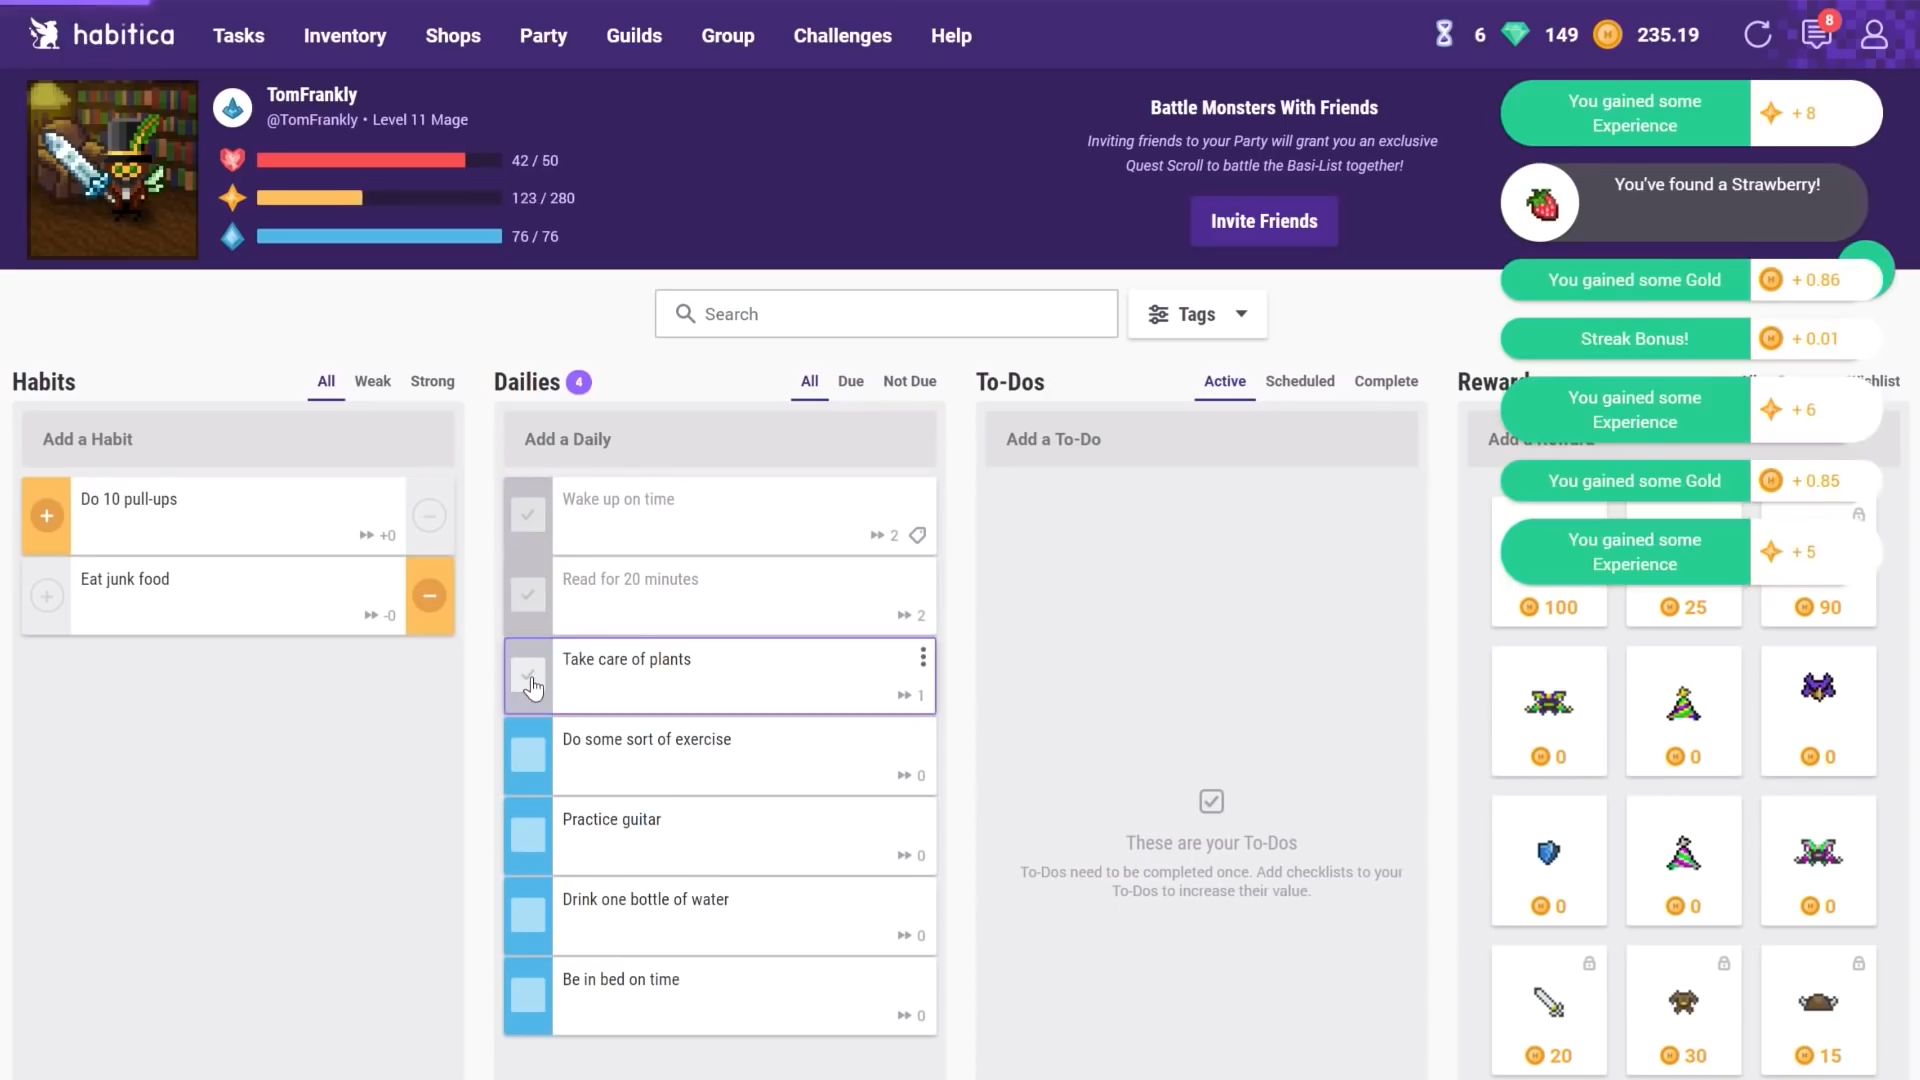 habitica
Tasks
Inventory
Shops
Party
Guilds
Group
Challenges
Help
6
149
235.19
8
TomFrankly
@TomFrankly • Level 11 Mage
42 / 50
123 / 280
76 / 76
Battle Monsters With Friends
Inviting friends to your Party will grant you an exclusive
Quest Scroll to battle the Basi-List together!
Invite Friends
You gained some
Experience
+ 8
You've found a Strawberry!
You gained some Gold
+ 0.86
Streak Bonus!
+ 0.01
You gained some
Experience
+ 6
You gained some Gold
+ 0.85
You gained some
Experience
+ 5
Search
Tags
Habits
All
Weak
Strong
Add a Habit
Do 10 pull-ups
+0
Eat junk food
-0
Dailies
4
All
Due
Not Due
Add a Daily
Wake up on time
2
Read for 20 minutes
2
Take care of plants
1
Do some sort of exercise
0
Practice guitar
0
Drink one bottle of water
0
Be in bed on time
0
To-Dos
Active
Scheduled
Complete
Add a To-Do
These are your To-Dos
To-Dos need to be completed once. Add checklists to your
To-Dos to increase their value.
100
25
90
0
0
0
0
0
0
20
30
15